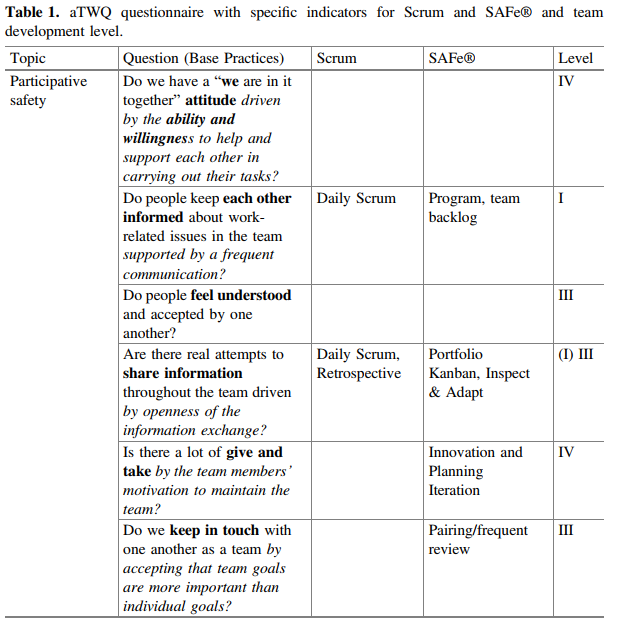 Table 1. aTWQ questionnaire with specific indicators for Scrum and SAFe® and team
development level.
Topic Question (Base Practices) Scrum SAFe® Level
Participative
safety
Do we have a “we are in it
together” attitude driven
by the ability and
willingness to help and
support each other in
carrying out their tasks?
IV
Do people keep each other
informed about work-
related issues in the team
supported by a frequent
communication?
Daily Scrum
Program, team
backlog
I
Do people feel understood
and accepted by one
another?
III
Are there real attempts to
share information
throughout the team driven
by openness of the
information exchange?
Daily Scrum,
Retrospective
Portfolio
Kanban, Inspect
& Adapt
(I) III
Is there a lot of give and
take by the team members’
motivation to maintain the
team?
Innovation and
Planning
Iteration
IV
Do we keep in touch with
one another as a team by
accepting that team goals
are more important than
individual goals?
Pairing/frequent
review
III